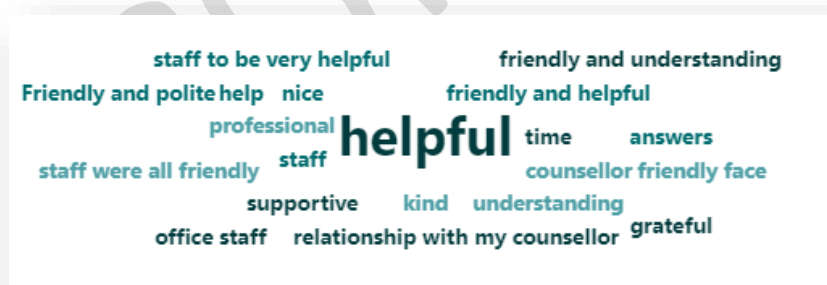 staff to be very helpful friendly and understanding
Friendly and polite help nice friendly and helpful
professional helpful time answers
staff were all friendly staff counsellor friendly face
supportive kind understanding
office staff relationship with my counsellor grateful